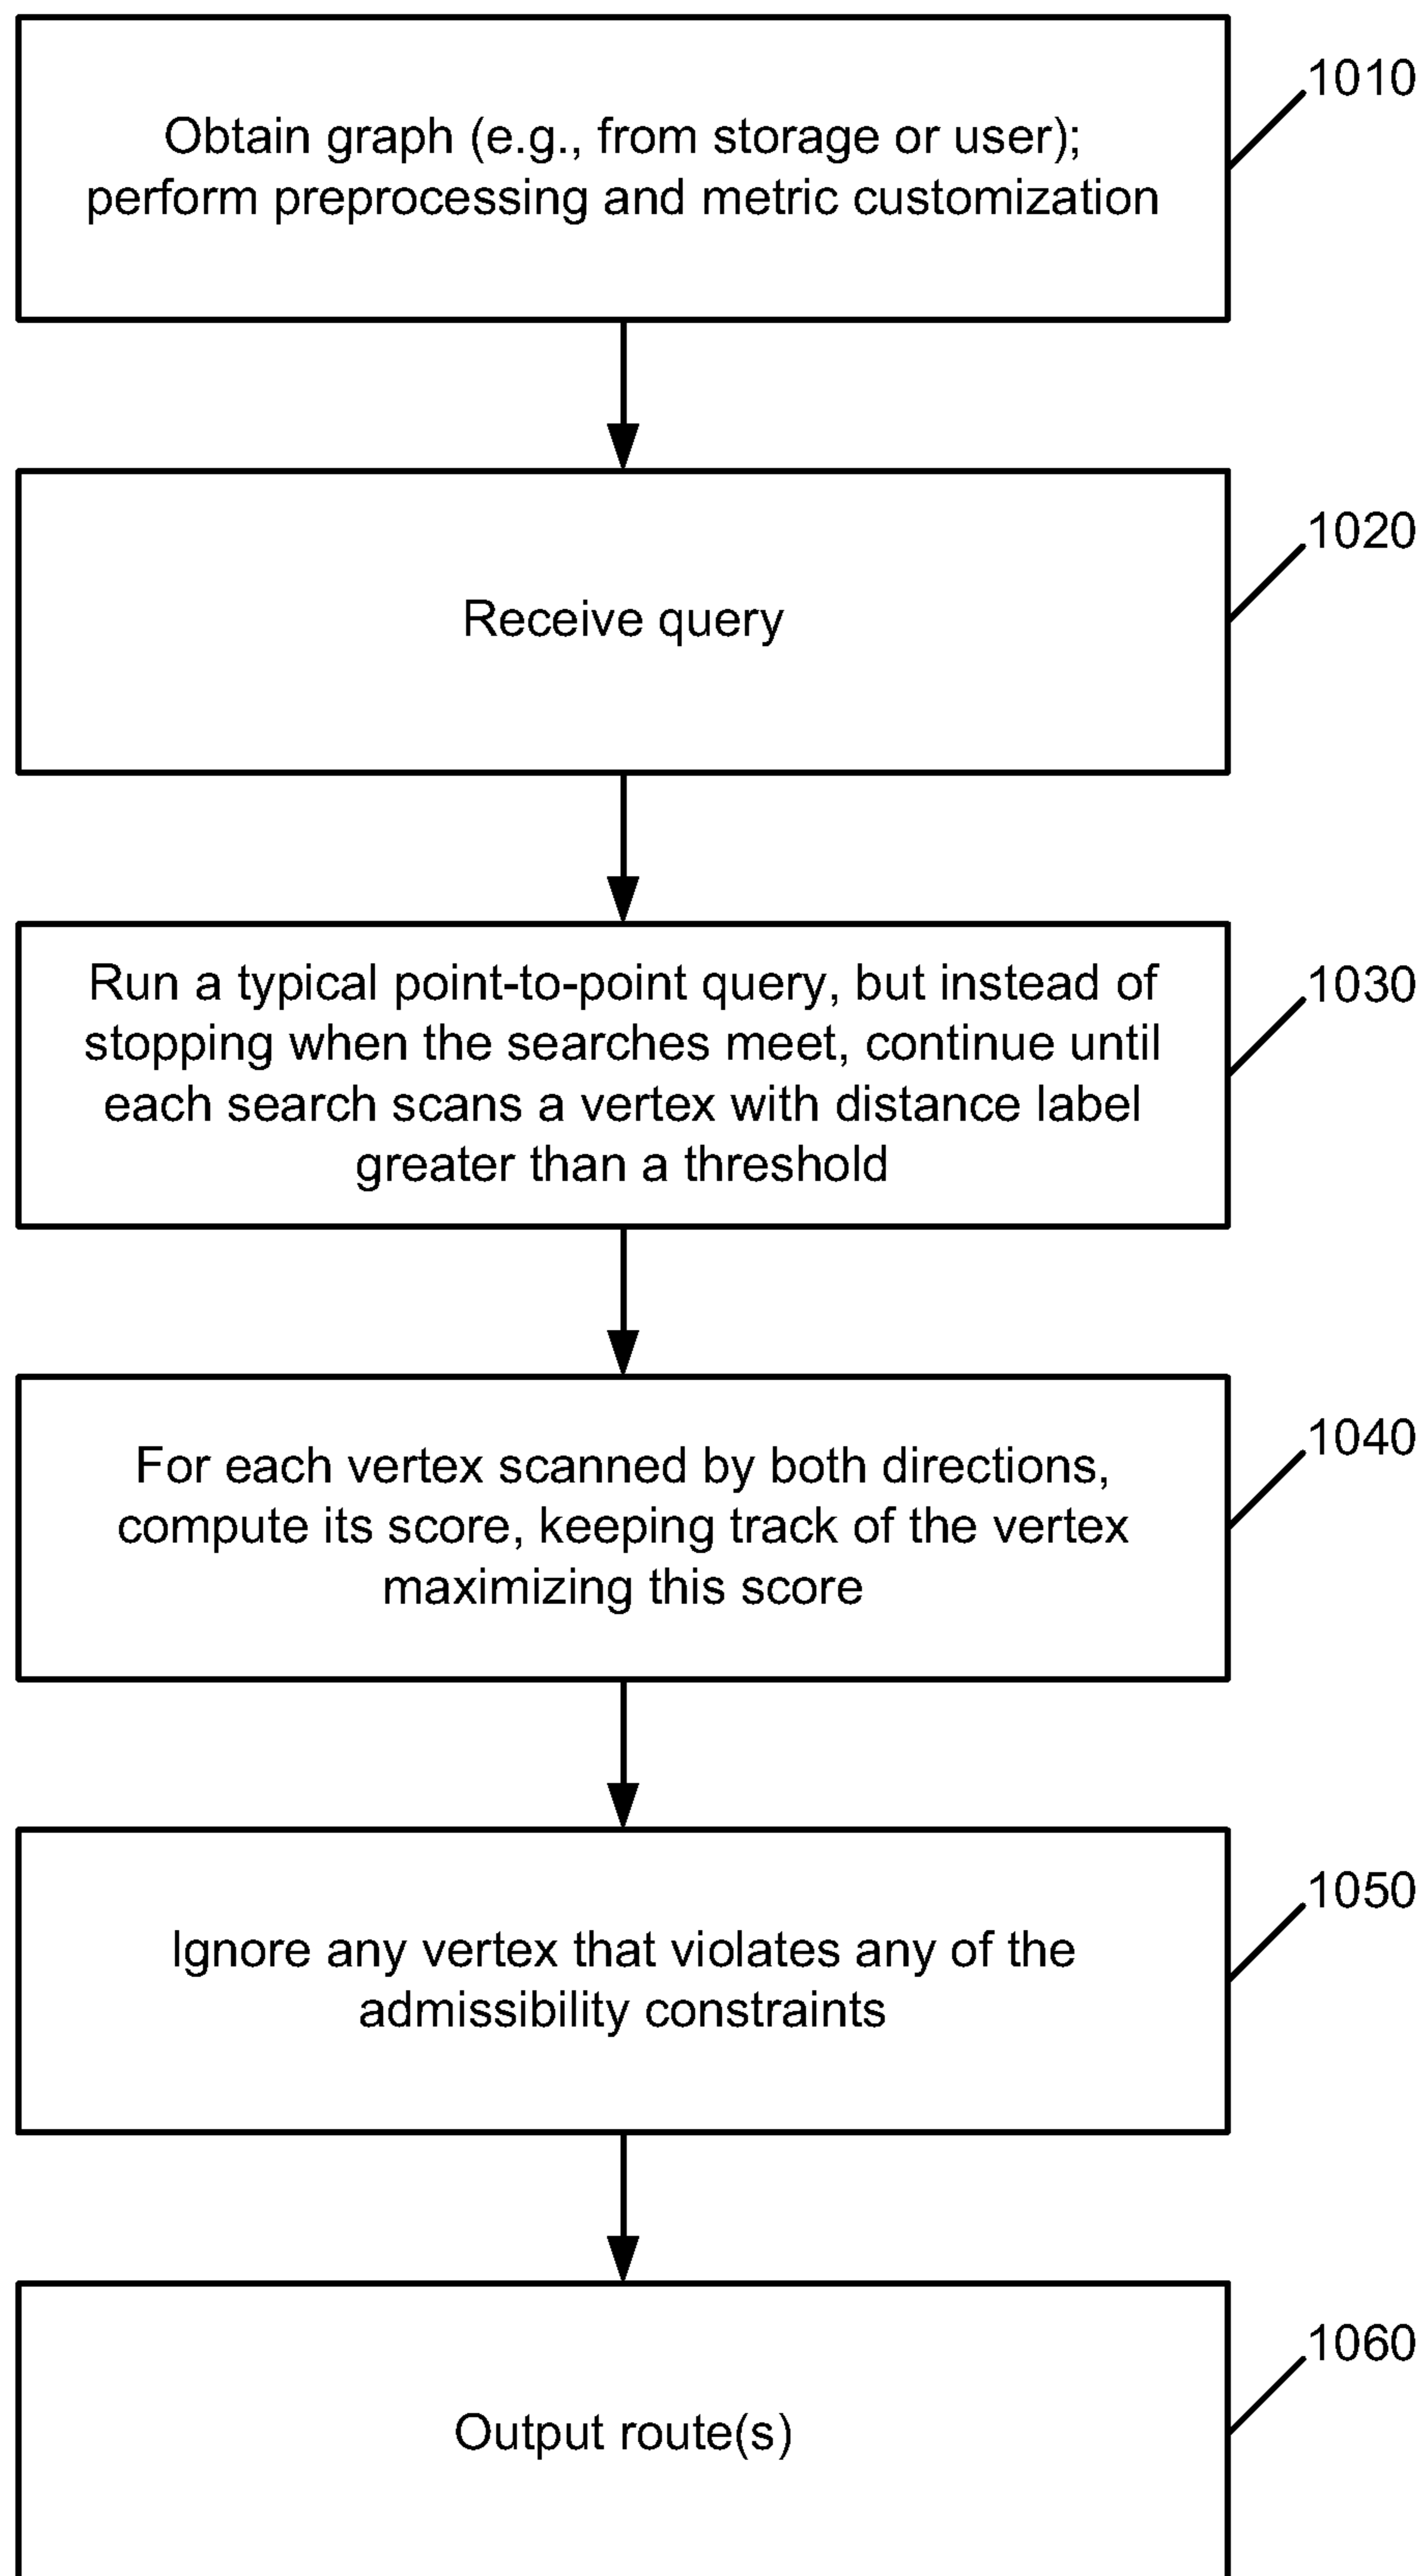 1010
Obtain graph (e.g., from storage or user);
perform preprocessing and metric customization
1020
Receive query
1030
Run a typical point-to-point query, but instead of
stopping when the searches meet, continue until
each search scans a vertex with distance label
greater than a threshold
1040
For each vertex scanned by both directions,
compute its score, keeping track of the vertex
maximizing this score
1050
Ignore any vertex that violates any of the
admissibility constraints
1060
Output route(s)